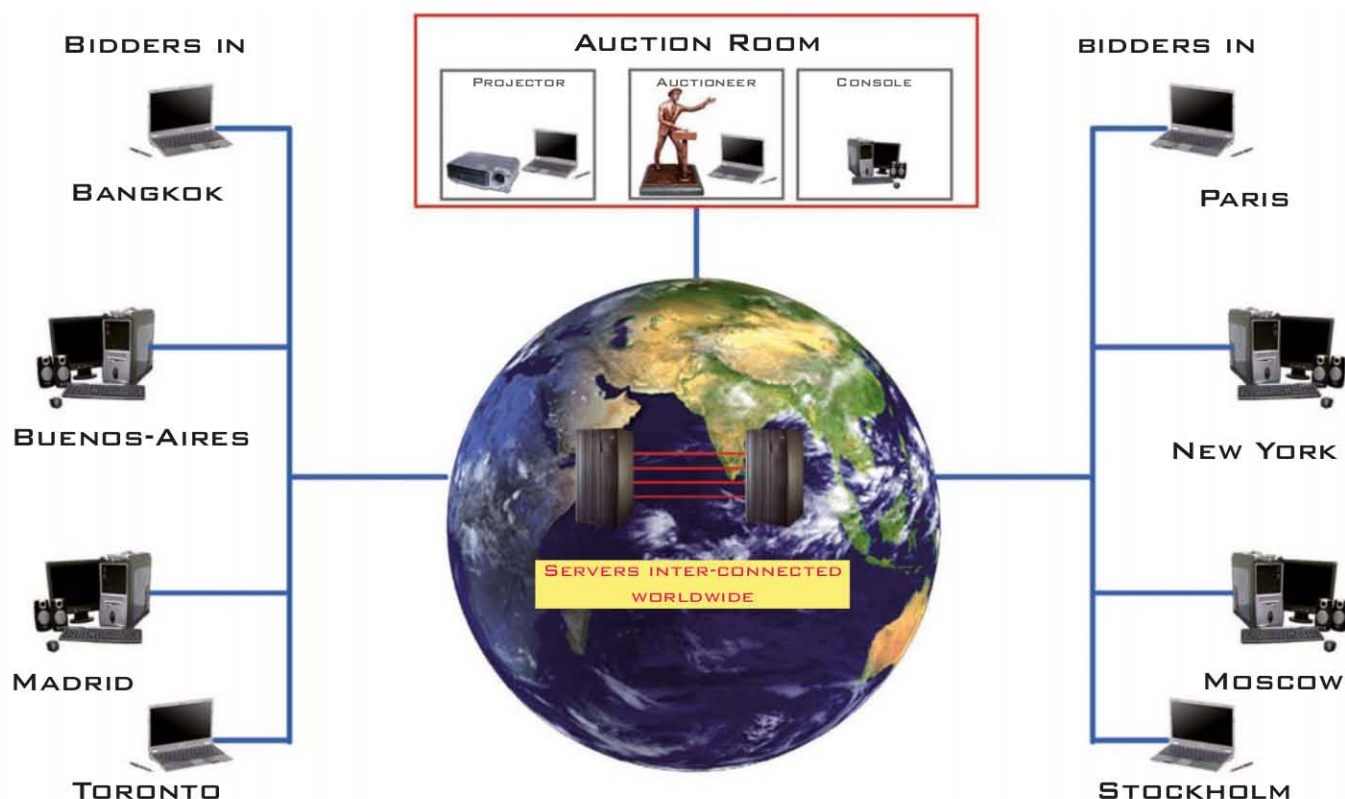 BIDDERS IN
BANGKOK
BUENOS-AIRES
MADRID
TORONTO
AUCTION ROOM
PROJECTOR
AUCTIONEER
CONSOLE
SERVERS INTER-CONNECTED
WORLDWIDE
BIDDERS IN
PARIS
NEW YORK
MOSCOW
STOCKHOLM